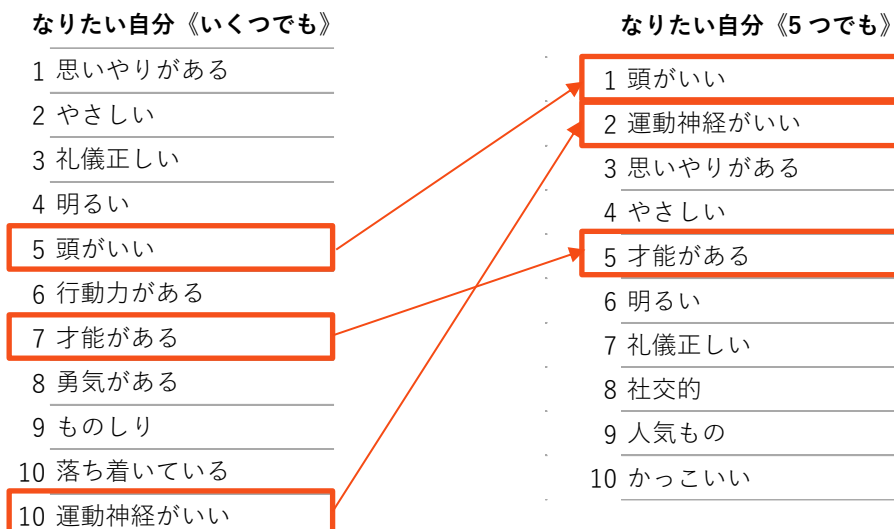 なりたい自分《いくつでも》
1 思いやりがある
2 やさしい
3 礼儀正しい
4 明るい
5 頭がいい
6 行動力がある
7 才能がある
8 勇気がある
9 ものしり
10 落ち着いている
10 運動神経がいい
なりたい自分《5 つでも》
1 頭がいい
2 運動神経がいい
3 思いやりがある
4 やさしい
5 才能がある
6 明るい
7 礼儀正しい
8 社交的
9 人気もの
10 かっこいい